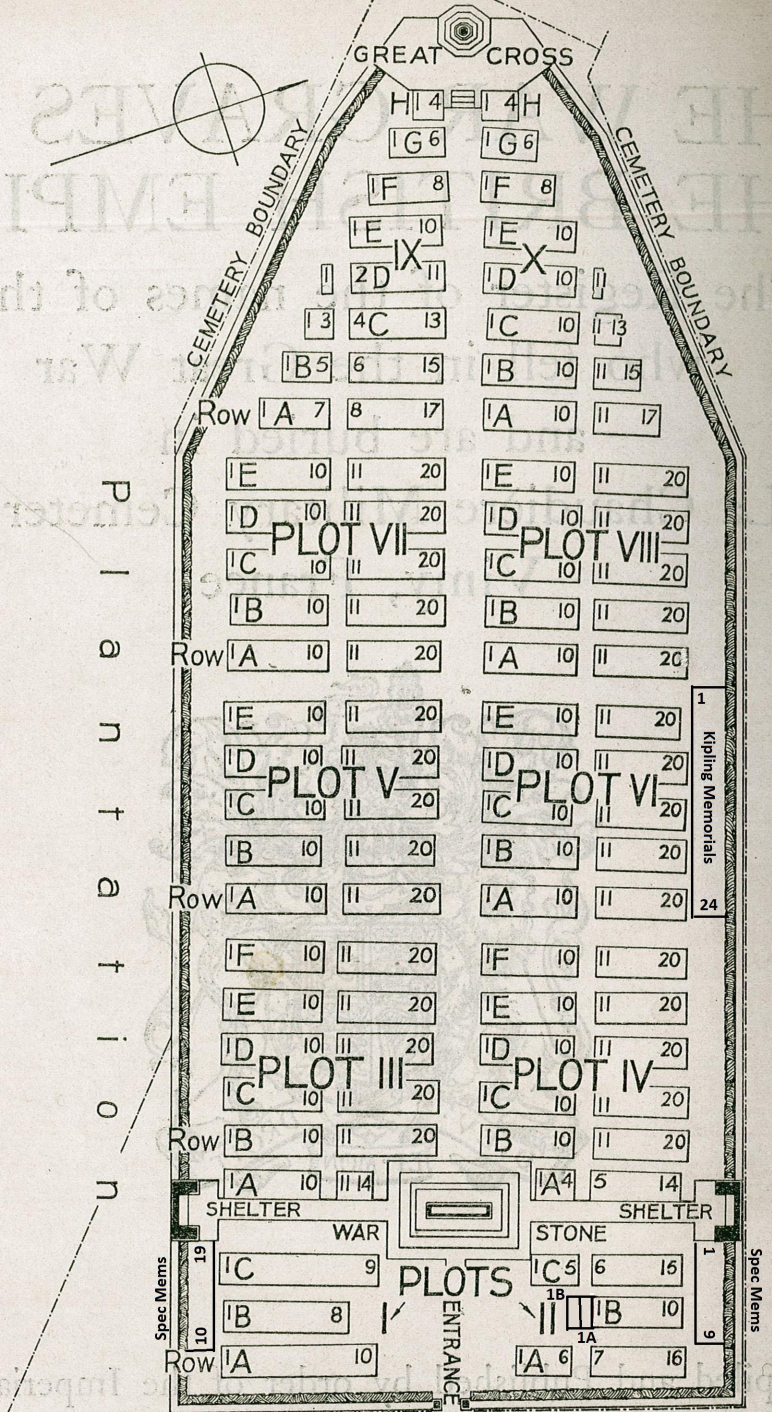 GREAT CROSS
H 1 4 1 4 H
1 G 6 1 G 6
1 F 8 1 F 8
1 E 10 1 E 10
IX X
1 2 D 11 1 D 10 11
1 3 4 C 13 1 C 10 11 13
1 B 5 6 15 1 B 10 11 15
Row 1 A 7 8 17 1 A 10 11 17
CEMETERY BOUNDARY
CEMETERY BOUNDARY
1 E 10 11 20 1 E 10 11 20
1 D 10 11 20 1 D 10 11 20
PLOT VII PLOT VIII
1 C 10 11 20 1 C 10 11 20
1 B 10 11 20 1 B 10 11 20
Row 1 A 10 11 20 1 A 10 11 20
Plantation
1 E 10 11 20 1 E 10 11 20
1 D 10 11 20 1 D 10 11 20
PLOT V PLOT VI
1 C 10 11 20 1 C 10 11 20
1 B 10 11 20 1 B 10 11 20
Row 1 A 10 11 20 1 A 10 11 20
1 Kipling Memorials 24
1 F 10 11 20 1 F 10 11 20
1 E 10 11 20 1 E 10 11 20
1 D 10 11 20 1 D 10 11 20
PLOT III PLOT IV
1 C 10 11 20 1 C 10 11 20
Row 1 B 10 11 20 1 B 10 11 20
1 A 10 11 14 1 A 4 5 14
SHELTER SHELTER
WAR STONE
Spec Mems 10 19
1 9 Spec Mems
1 C 9 PLOTS 1 C 5 6 15
1B
1 B 8 I II 1 B 10
1A
Row 1 A 10 1 A 6 7 16
ENTRANCE